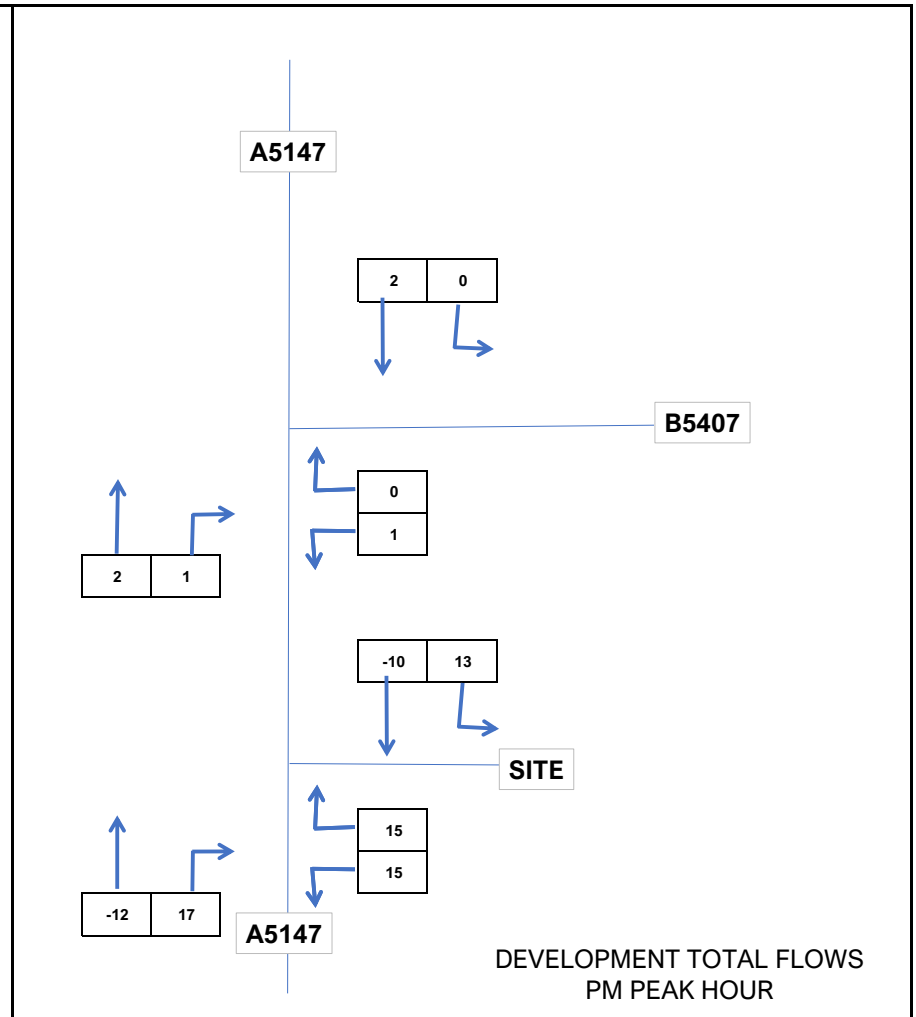 A5147
2 0
B5407
0
1
2 1
-10 13
SITE
15
15
-12 17
A5147
DEVELOPMENT TOTAL FLOWS
PM PEAK HOUR